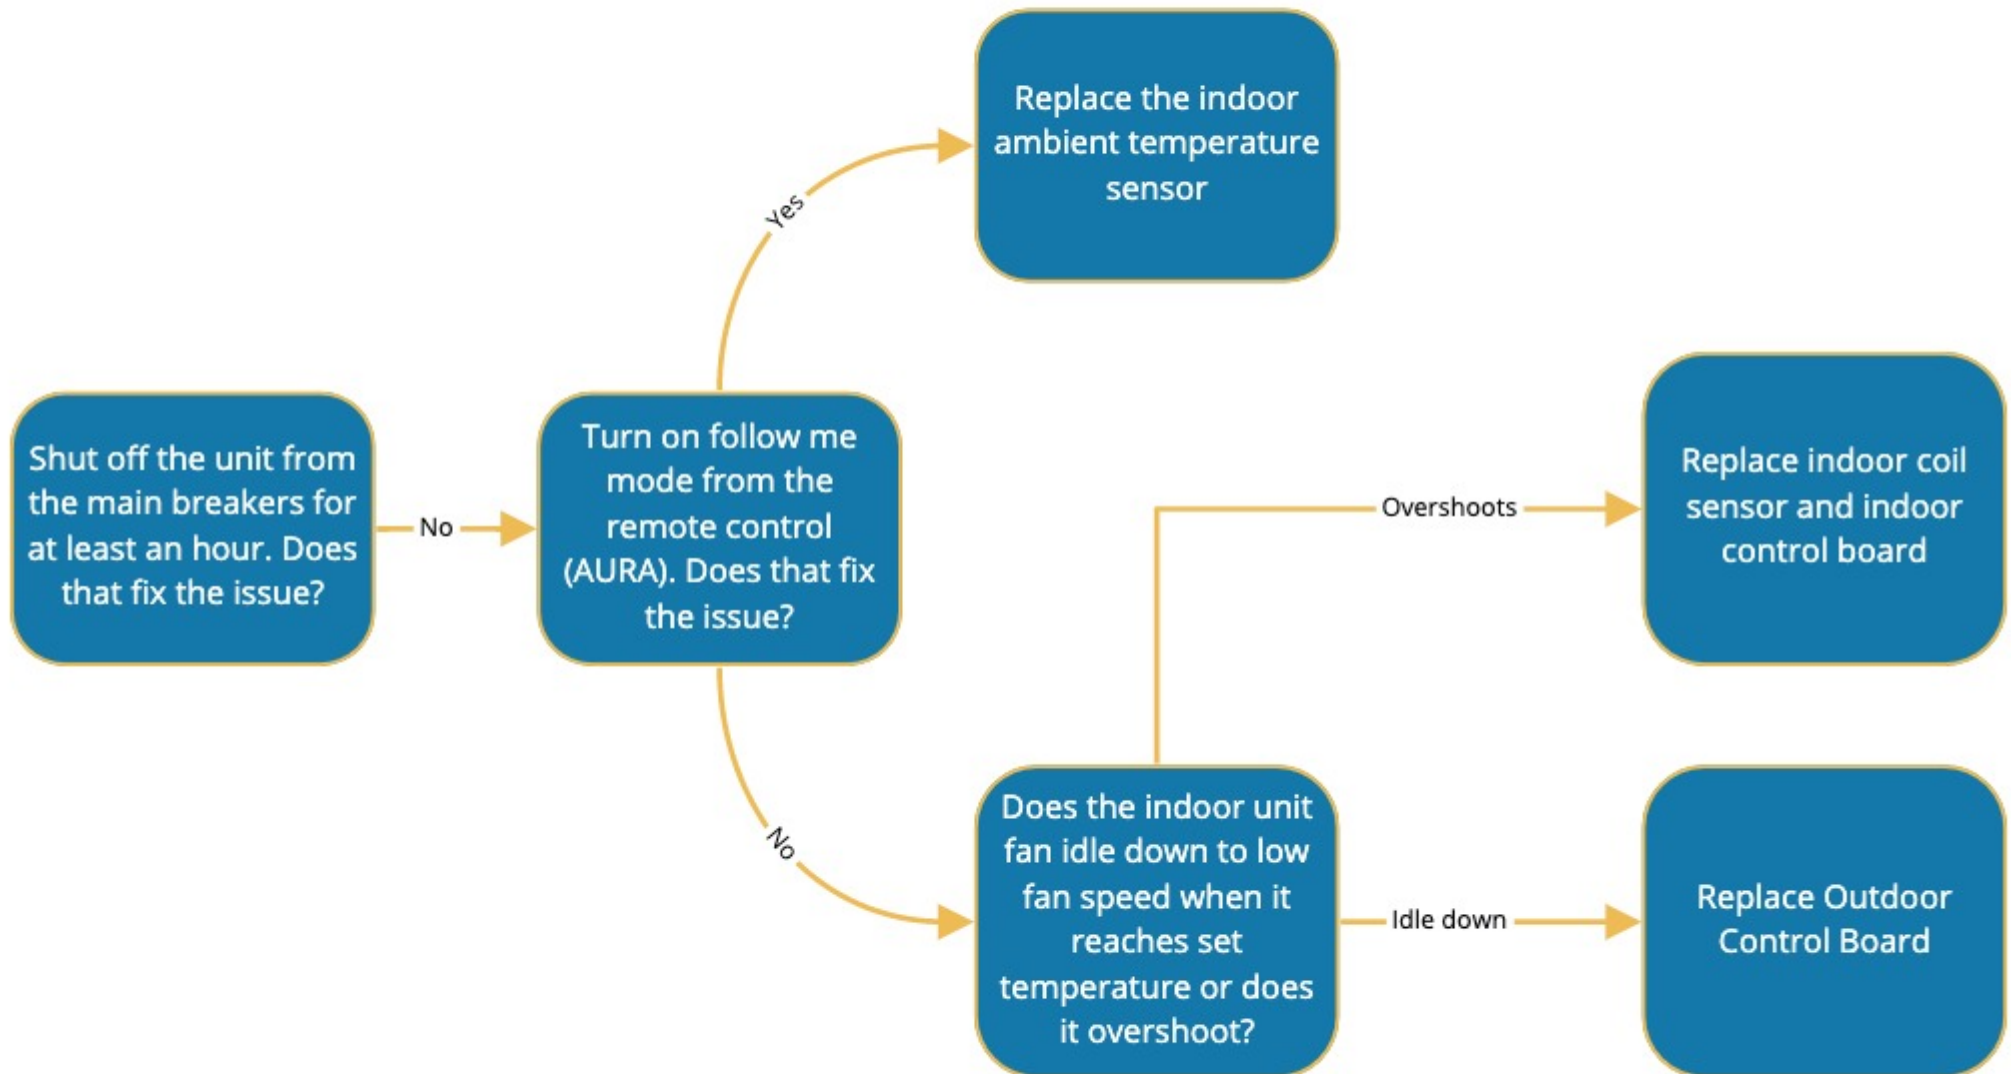 Shut off the unit from
the main breakers for
at least an hour. Does
that fix the issue?
No
Turn on follow me
mode from the
remote control
(AURA). Does that fix
the issue?
Yes
Replace the indoor
ambient temperature
sensor
No
Does the indoor unit
fan idle down to low
fan speed when it
reaches set
temperature or does
it overshoot?
Overshoots
Replace indoor coil
sensor and indoor
control board
Idle down
Replace Outdoor
Control Board